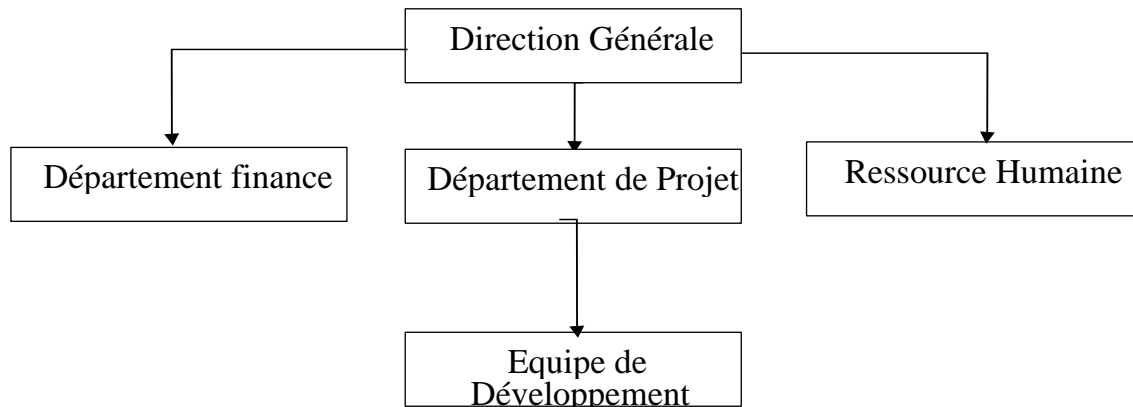 Direction Générale
Département finance
Département de Projet
Ressource Humaine
Equipe de
Développement